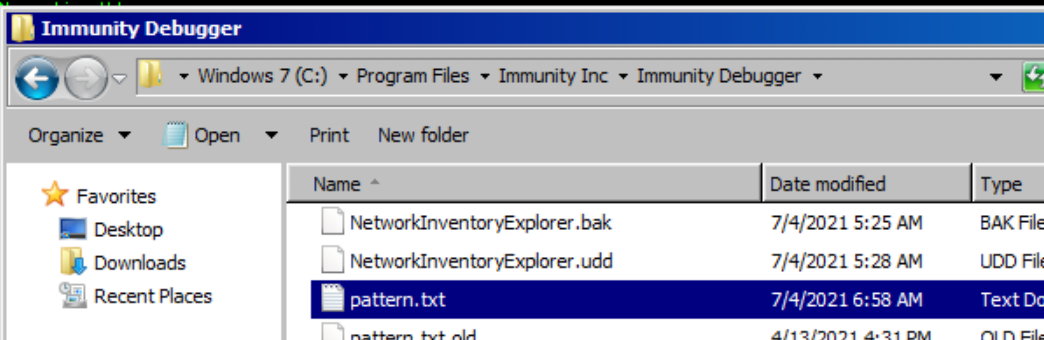 Immunity Debugger
Windows 7 (C:) Program Files Immunity Inc Immunity Debugger
Organize Open Print New folder
Name Date modified Type
Favorites
NetworkInventoryExplorer.bak 7/4/2021 5:25 AM BAK File
Desktop
NetworkInventoryExplorer.udd 7/4/2021 5:28 AM UDD File
Downloads
Recent Places pattern.txt 7/4/2021 6:58 AM Text Do
pattern.txt.old 4/13/2021 4:31 PM OLD File